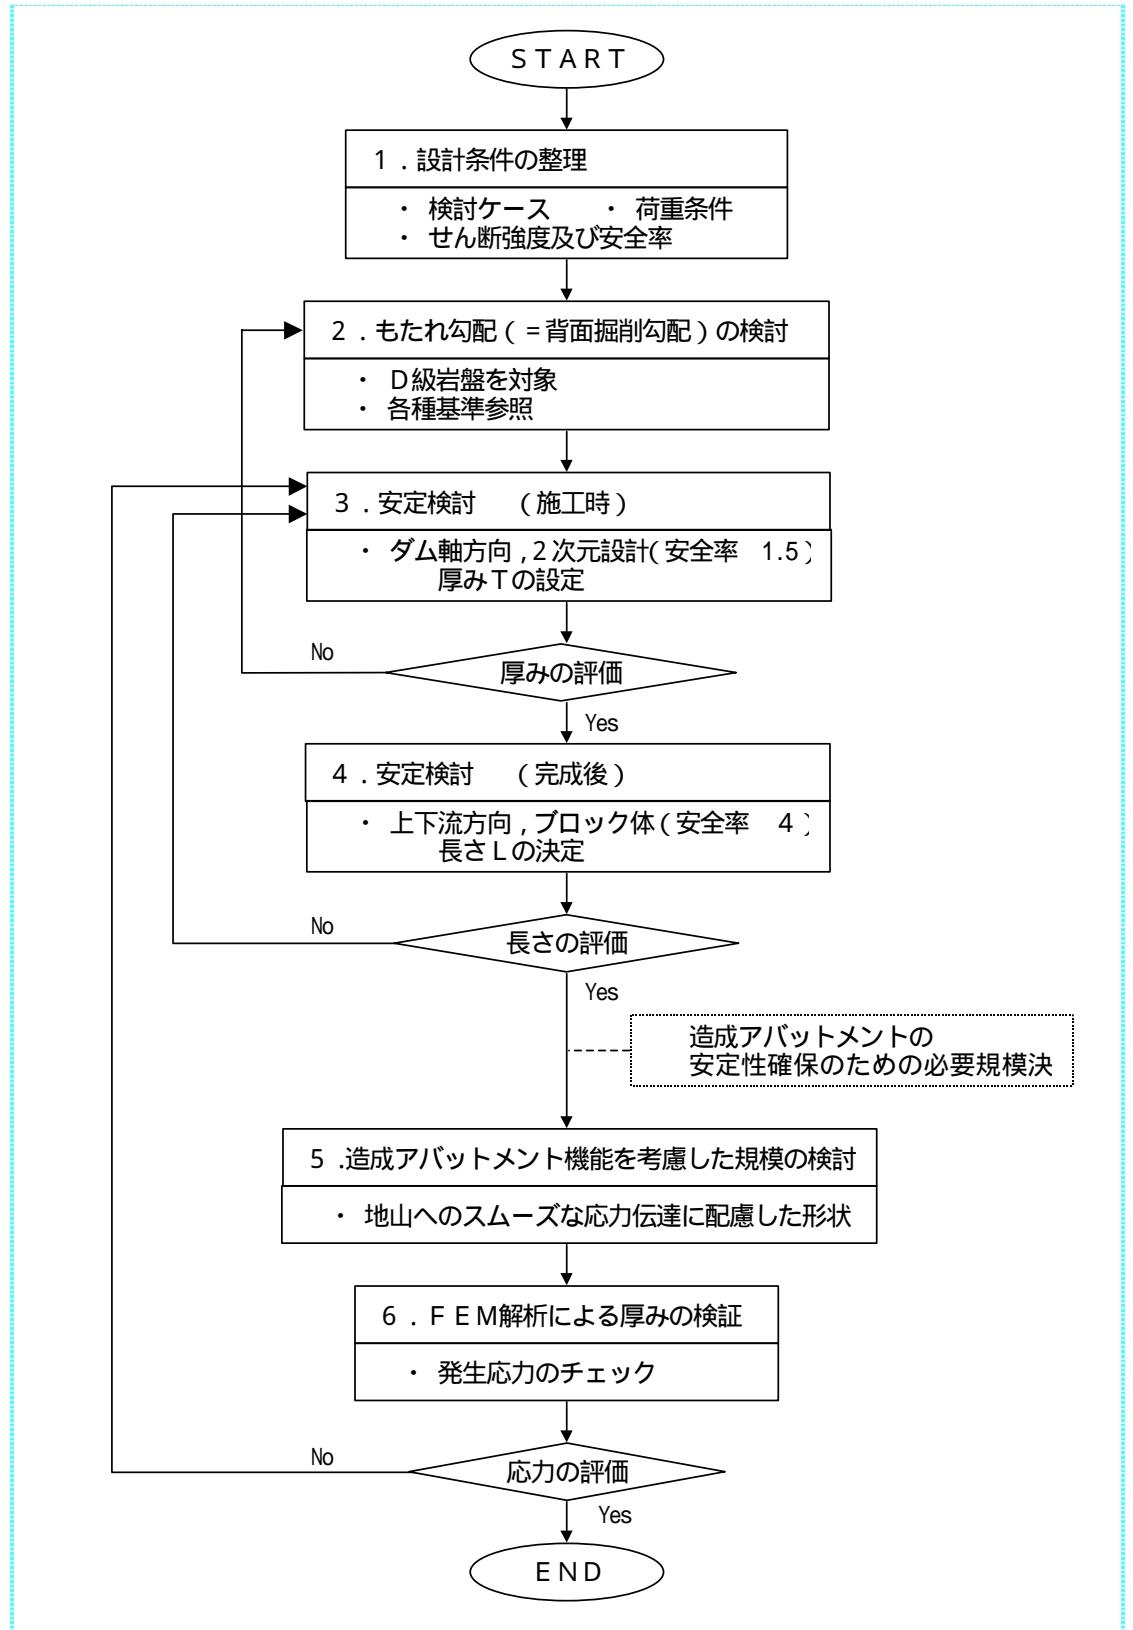 ＳＴＡＲＴ
１．設計条件の整理
・ 検討ケース　・ 荷重条件
・ せん断強度及び安全率
２．もたれ勾配（＝背面掘削勾配）の検討
・ Ｄ級岩盤を対象
・ 各種基準参照
３．安定検討　（施工時）
・ ダム軸方向，２次元設計（安全率　1.5）
厚みＴの設定
No
厚みの評価
Yes
４．安定検討　（完成後）
・ 上下流方向，ブロック体（安全率　４）
長さＬの決定
No
長さの評価
Yes
造成アバットメントの
安定性確保のための必要規模決
５．造成アバットメント機能を考慮した規模の検討
・ 地山へのスムーズな応力伝達に配慮した形状
６．ＦＥＭ解析による厚みの検証
・ 発生応力のチェック
No
応力の評価
Yes
ＥＮＤ